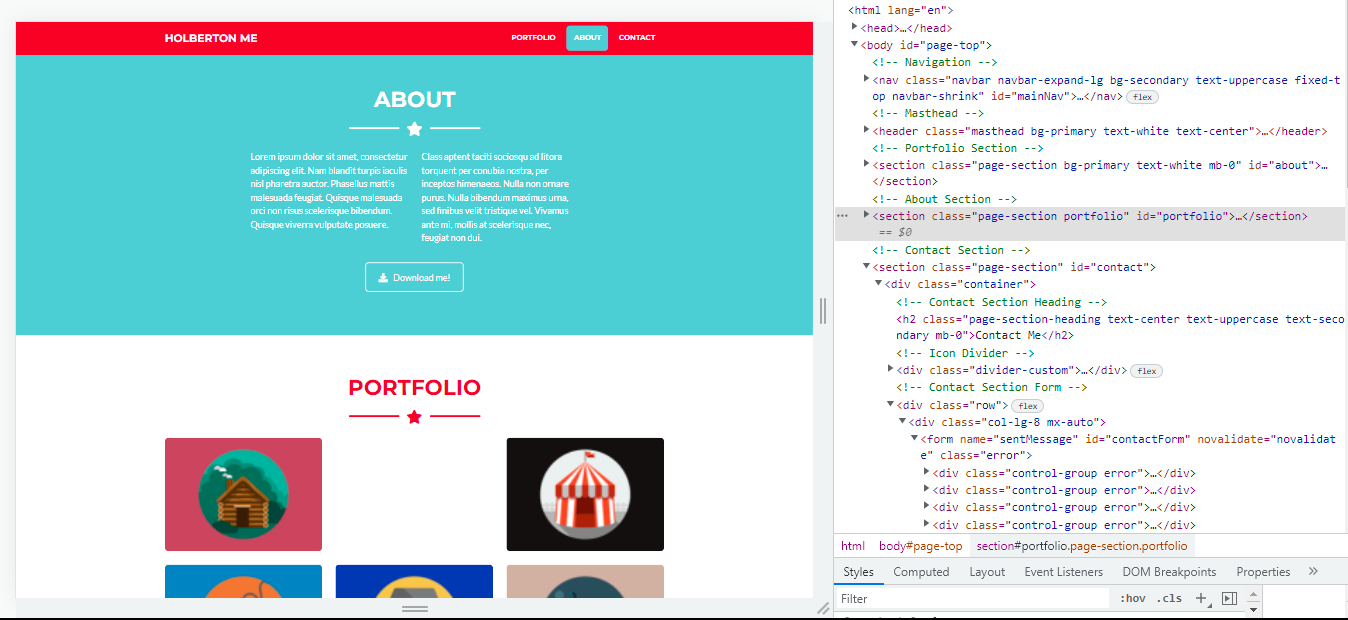 HOLBERTON ME
PORTFOLIO
ABOUT
CONTACT
ABOUT
Lorem ipsum dolor sit amet, consectetur
adipiscing elit. Nam blandit turpis iaculis
nisl pharetra auctor. Phasellus mattis
malesuada feugiat. Quisque malesuada
orci non risus scelerisque bibendum.
Quisque viverra vulputate posuere.
Class aptent taciti sociosqu ad litora
torquent per conubia nostra, per
inceptos himenaeos. Nulla non ornare
purus. Nulla bibendum maximus urna,
sed finibus velit tristique vel. Vivamus
ante mi, mollis at scelerisque nec,
feugiat non dui.
Download me!
PORTFOLIO
<html lang="en">
<head>…</head>
<body id="page-top">
<!-- Navigation -->
<nav class="navbar navbar-expand-lg bg-secondary text-uppercase fixed-t
op navbar-shrink" id="mainNav">…</nav> flex
<!-- Masthead -->
<header class="masthead bg-primary text-white text-center">…</header>
<!-- Portfolio Section -->
<section class="page-section bg-primary text-white mb-0" id="about">…
</section>
<!-- About Section -->
<section class="page-section portfolio" id="portfolio">…</section>
== $0
<!-- Contact Section -->
<section class="page-section" id="contact">
<div class="container">
<!-- Contact Section Heading -->
<h2 class="page-section-heading text-center text-uppercase text-seco
ndary mb-0">Contact Me</h2>
<!-- Icon Divider -->
<div class="divider-custom">…</div> flex
<!-- Contact Section Form -->
<div class="row"> flex
<div class="col-lg-8 mx-auto">
<form name="sentMessage" id="contactForm" novalidate="novalidat
e" class="error">
<div class="control-group error">…</div>
<div class="control-group error">…</div>
<div class="control-group error">…</div>
<div class="control-group error">…</div>
html body#page-top section#portfolio.page-section.portfolio
Styles Computed Layout Event Listeners DOM Breakpoints Properties »
Filter :hov .cls +